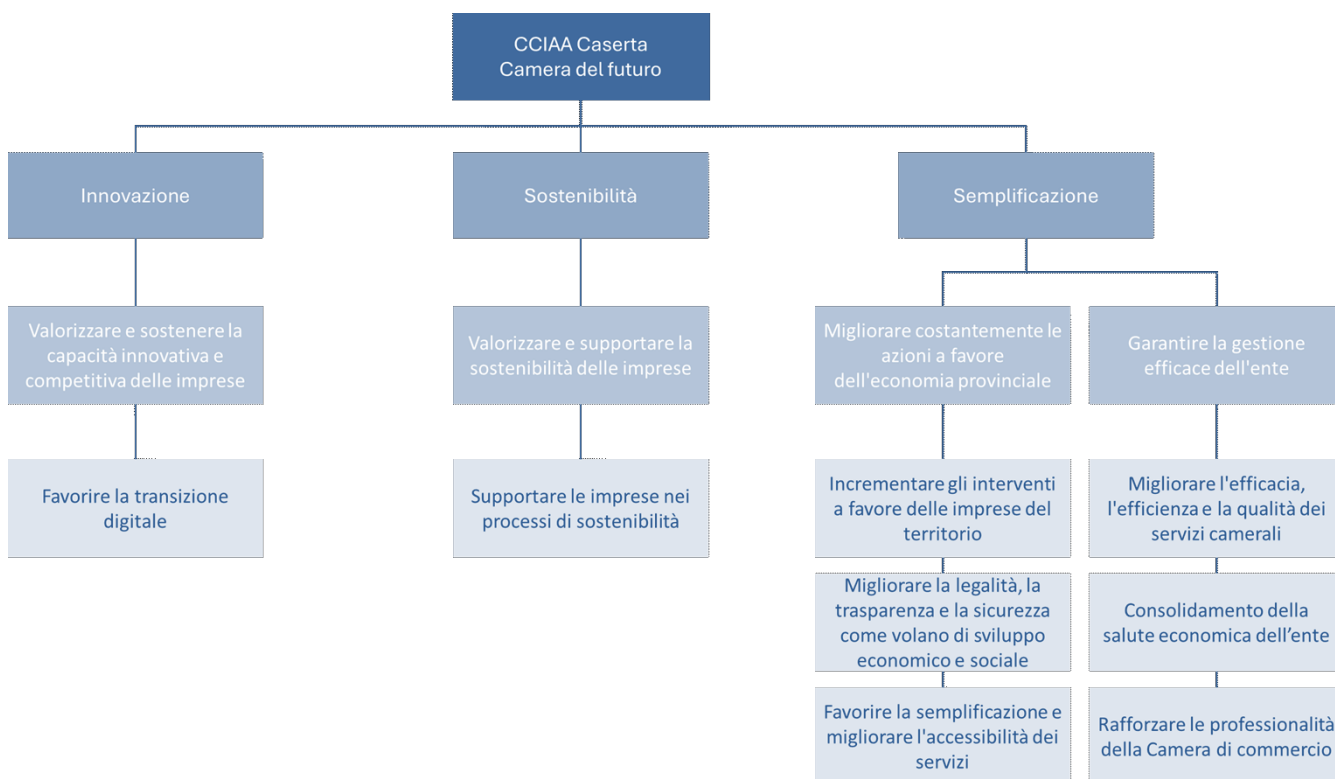 CCIAA Caserta
Camera del futuro
Innovazione
Sostenibilità
Semplificazione
Valorizzare e sostenere la
capacità innovativa e
competitiva delle imprese
Valorizzare e supportare la
sostenibilità delle imprese
Migliorare costantemente le
azioni a favore
dell'economia provinciale
Garantire la gestione
efficace dell'ente
Favorire la transizione
digitale
Supportare le imprese nei
processi di sostenibilità
Incrementare gli interventi
a favore delle imprese del
territorio
Migliorare l'efficacia,
l'efficienza e la qualità dei
servizi camerali
Migliorare la legalità, la
trasparenza e la sicurezza
come volano di sviluppo
economico e sociale
Consolidamento della
salute economica dell’ente
Favorire la semplificazione e
migliorare l'accessibilità dei
servizi
Rafforzare le professionalità
della Camera di commercio